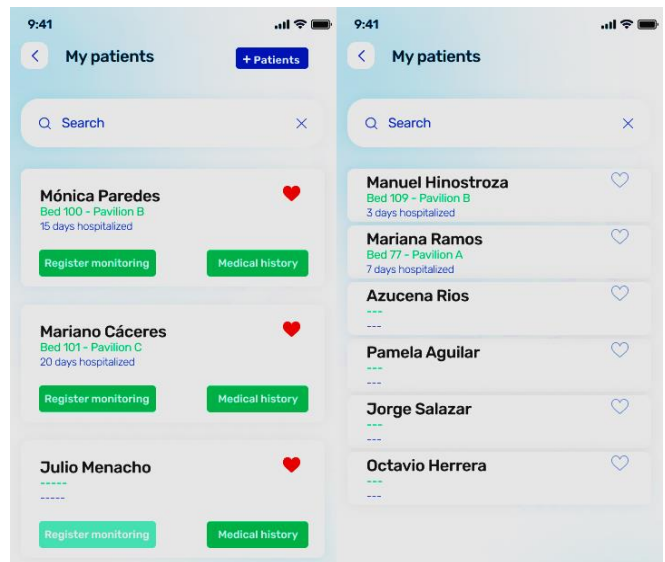 9:41
My patients
+ Patients
Search
Mónica Paredes
Bed 100 - Pavilion B
15 days hospitalized
Register monitoring
Medical history
Mariano Cáceres
Bed 101 - Pavilion C
20 days hospitalized
Register monitoring
Medical history
Julio Menacho
-----
-----
Register monitoring
Medical history
9:41
My patients
Search
Manuel Hinostroza
Bed 109 - Pavilion B
3 days hospitalized
Mariana Ramos
Bed 77 - Pavilion A
7 days hospitalized
Azucena Rios
---
---
Pamela Aguilar
---
---
Jorge Salazar
---
---
Octavio Herrera
---
---